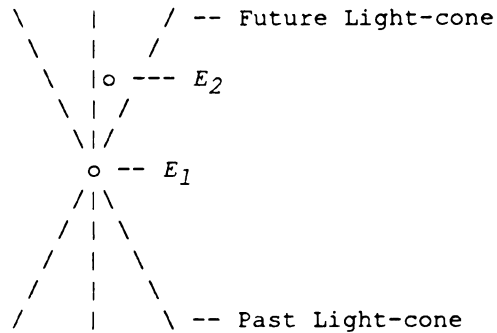 -- Future Light-cone
--- E2
-- E1
-- Past Light-cone